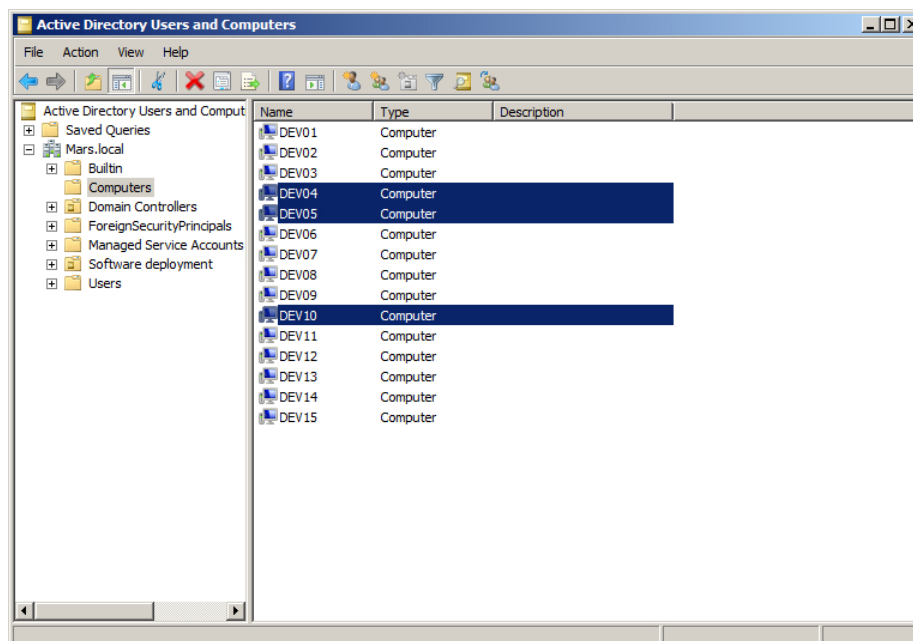 Active Directory Users and Computers
File Action View Help
Active Directory Users and Comput
Saved Queries
Mars.local
Builtin
Computers
Domain Controllers
ForeignSecurityPrincipals
Managed Service Accounts
Software deployment
Users
Name Type Description
DEV01 Computer
DEV02 Computer
DEV03 Computer
DEV04 Computer
DEV05 Computer
DEV06 Computer
DEV07 Computer
DEV08 Computer
DEV09 Computer
DEV10 Computer
DEV11 Computer
DEV12 Computer
DEV13 Computer
DEV14 Computer
DEV15 Computer